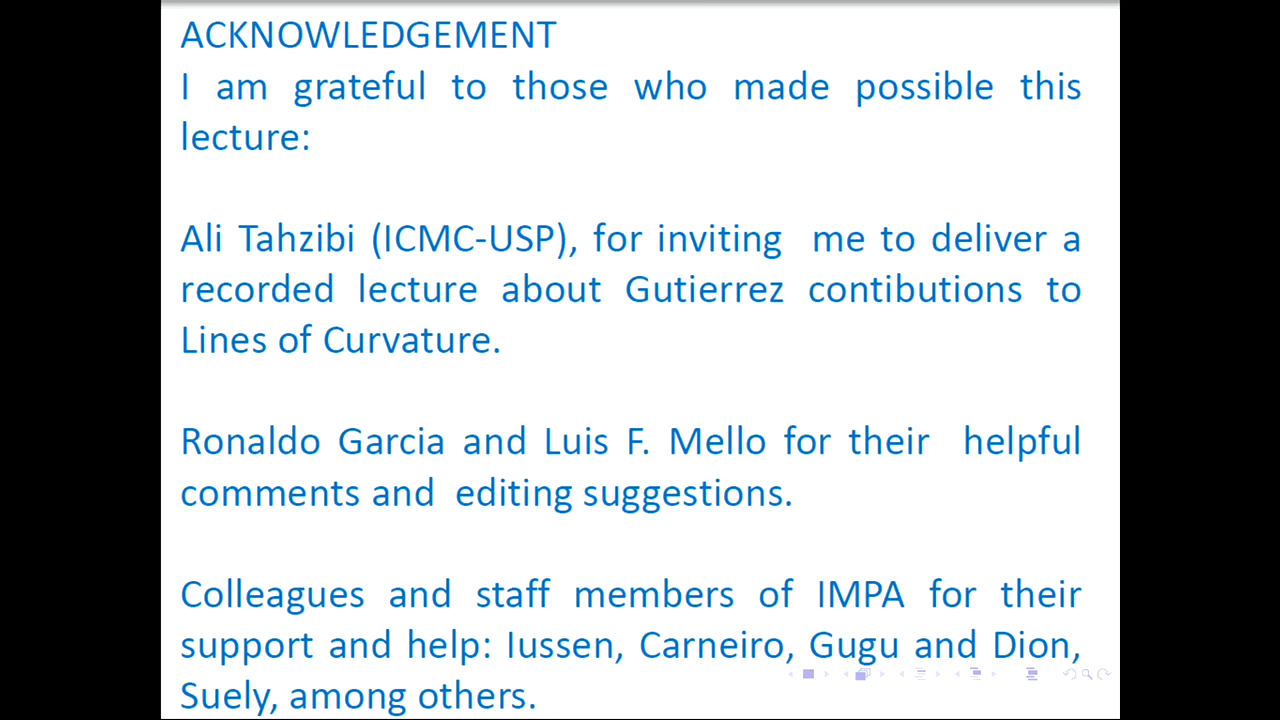 ACKNOWLEDGEMENT
I am grateful to those who made possible this
lecture:
Ali Tahzibi (ICMC-USP), for inviting me to deliver a
recorded lecture about Gutierrez contibutions to
Lines of Curvature.
Ronaldo Garcia and Luis F. Mello for their helpful
comments and editing suggestions.
Colleagues and staff members of IMPA for their
support and help: Iussen, Carneiro, Gugu and Dion,
Suely, among others.